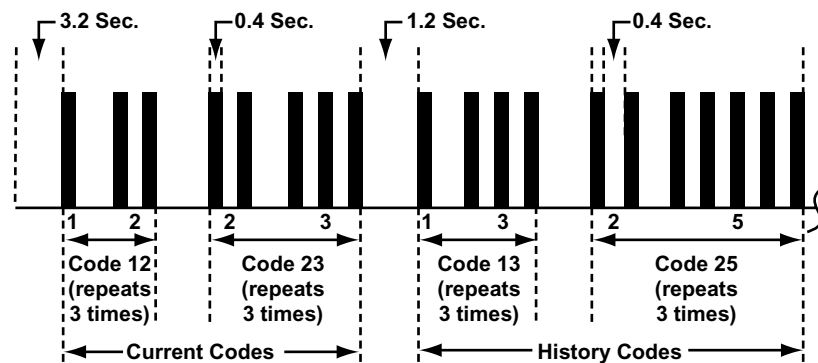 3.2 Sec. 0.4 Sec. 1.2 Sec. 0.4 Sec.
1 2 2 3 1 3 2 5
Code 12
(repeats
3 times)
Code 23
(repeats
3 times)
Code 13
(repeats
3 times)
Code 25
(repeats
3 times)
Current Codes
History Codes